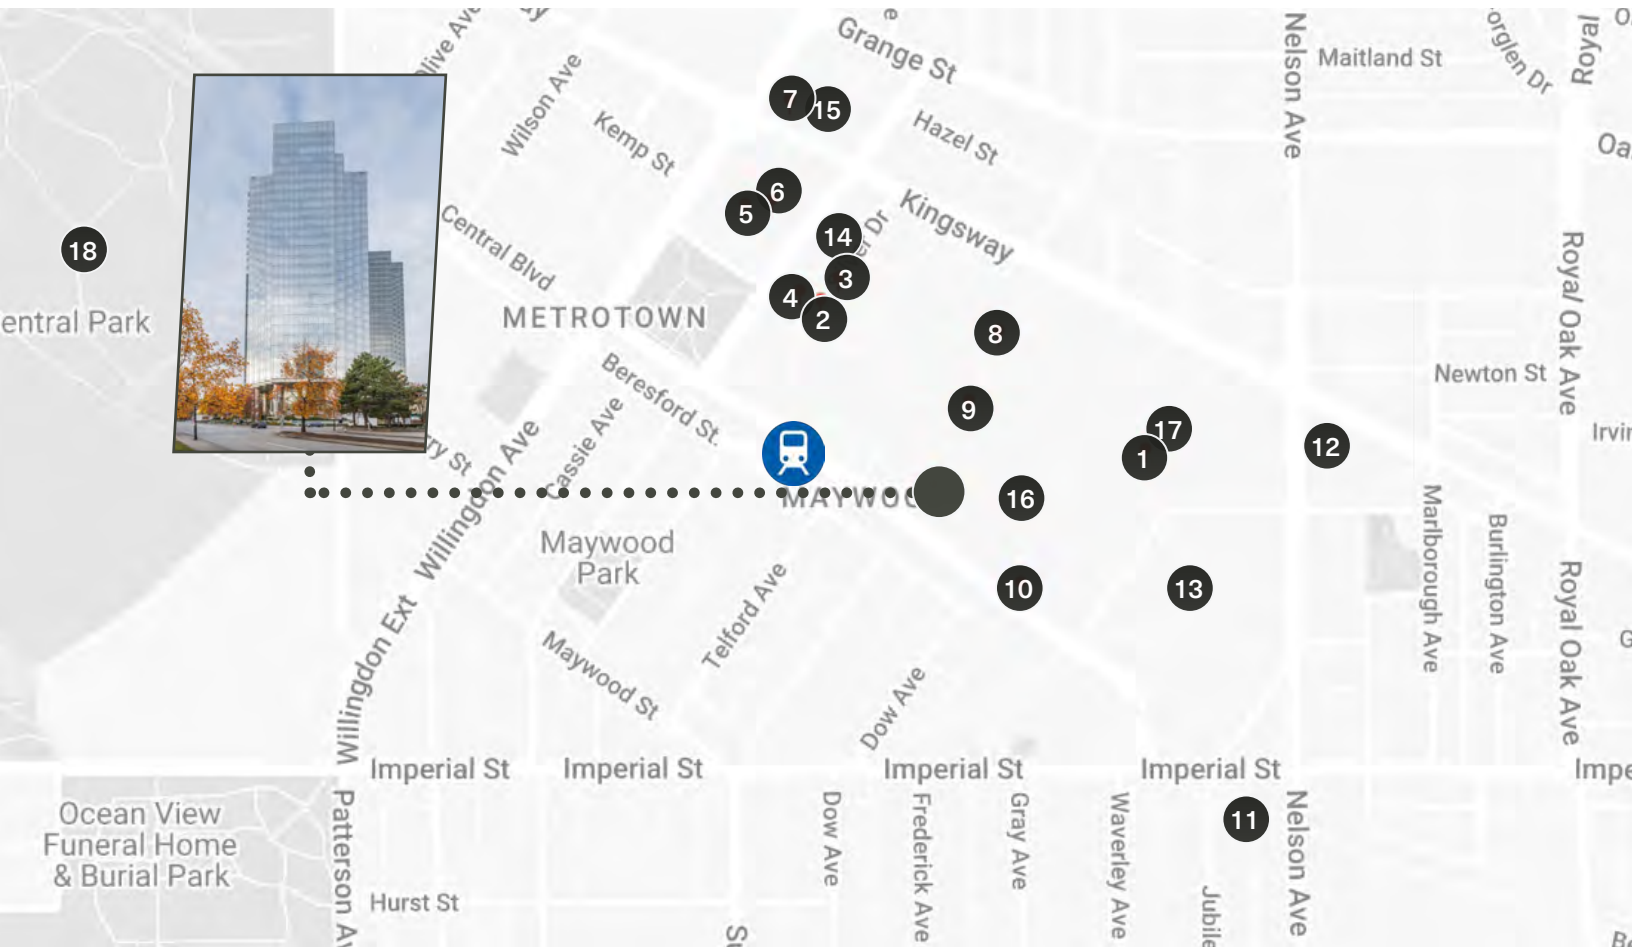 Grange St
Nelson Ave
Maitland St
Royal
Wilson Ave
Kemp St
7
15
Hazel St
6
5
Central Blvd
14
Kingsway
18
3
4
2
8
entral Park
METROTOWN
Royal Oak Ave
Newton St
Beresford St.
9
17
1
12
Cassie Ave
Willingdon Ave
16
Maywood
Park
10
13
Marlborough Ave
Burlington Ave
Royal Oak Ave
Telford Ave
Willingdon Ext
Maywood St
Dow Ave
Imperial St
Imperial St
Imperial St
Imperial St
Ocean View
Funeral Home
& Burial Park
Patterson Av
Dow Ave
Frederick Ave
Gray Ave
Waverley Ave
11
Nelson Ave
Hurst St